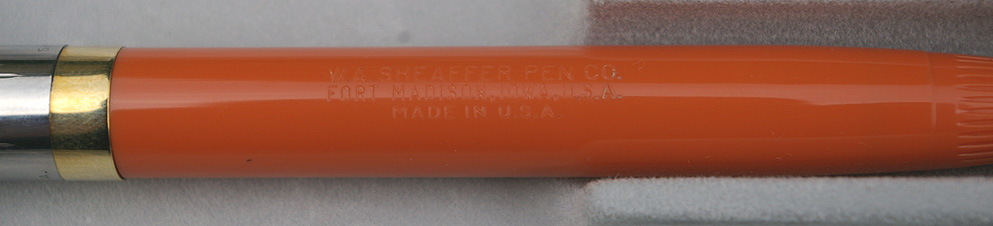 W.A. SHEAFFER PEN CO.
FORT MADISON, IOWA, U.S.A.
MADE IN U.S.A.